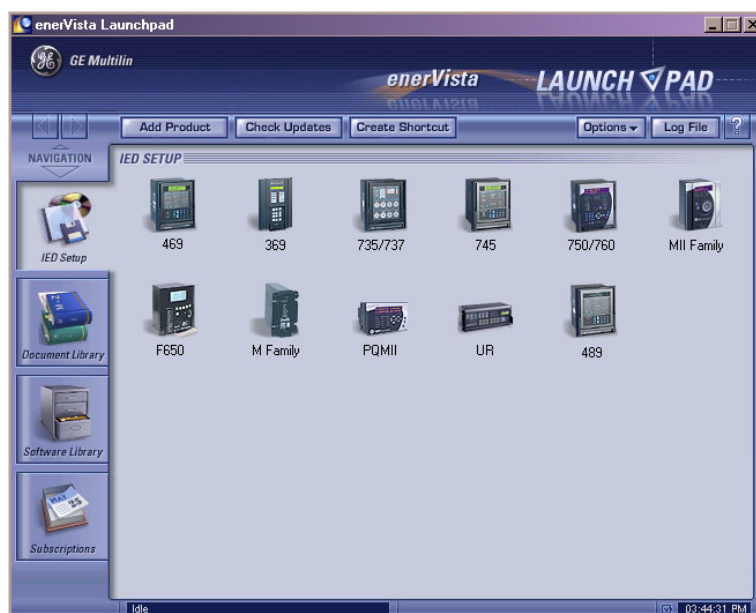 enerVista Launchpad
GE Multilin
enerVista LAUNCH PAD
Add Product Check Updates Create Shortcut Options Log File ?
NAVIGATION
IED SETUP
469 369 735/737 745 750/760 MII Family
IED Setup
F650 M Family PQMII UR 489
Document Library
Software Library
MAY
25
Subscriptions
Idle 03:44:31 PM